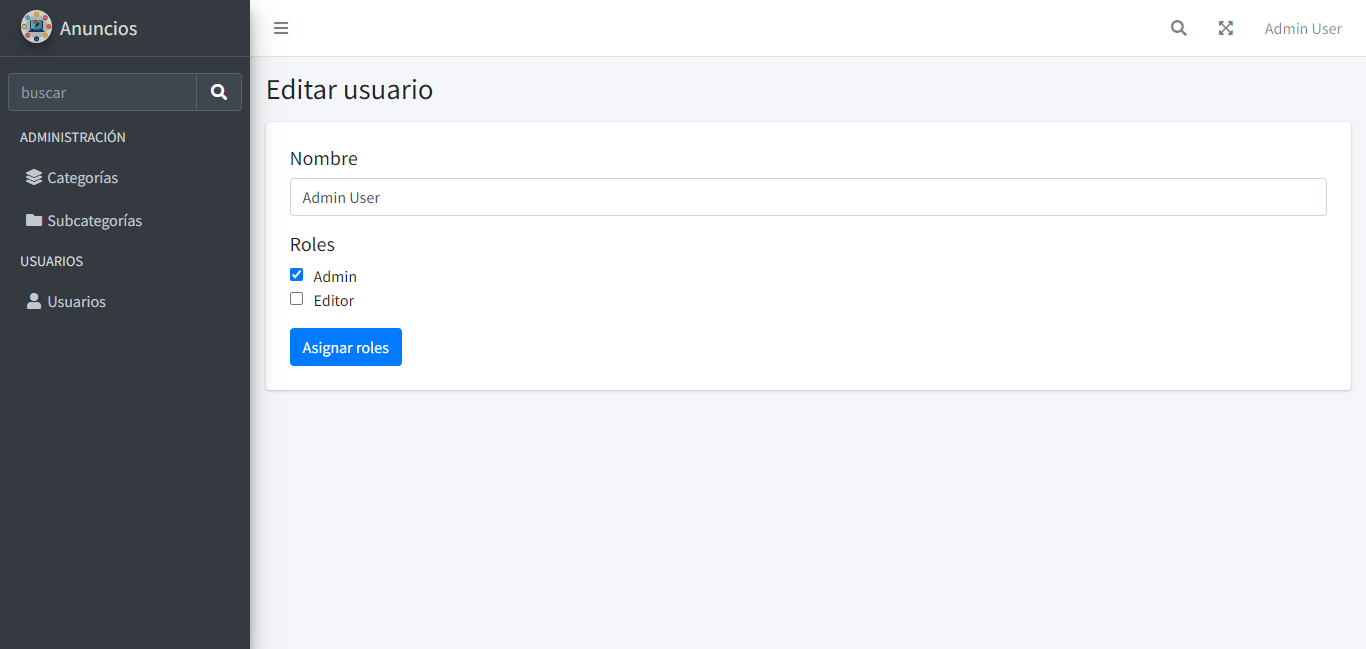 Anuncios
Admin User
buscar
ADMINISTRACIÓN
Categorías
Subcategorías
USUARIOS
Usuarios
Editar usuario
Nombre
Admin User
Roles
Admin
Editor
Asignar roles